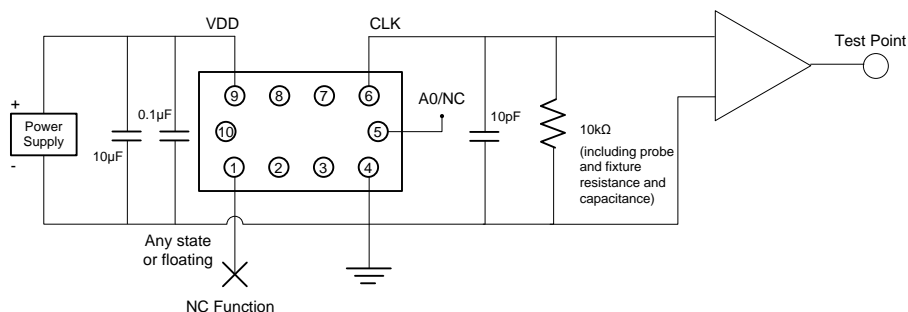 VDD
CLK
Test Point
9
8
7
6
A0/NC
+
Power
Supply
-
10µF
0.1µF
10
5
10pF
10kΩ
(including probe
and fixture
resistance and
capacitance)
1
2
3
4
Any state
or floating
NC Function